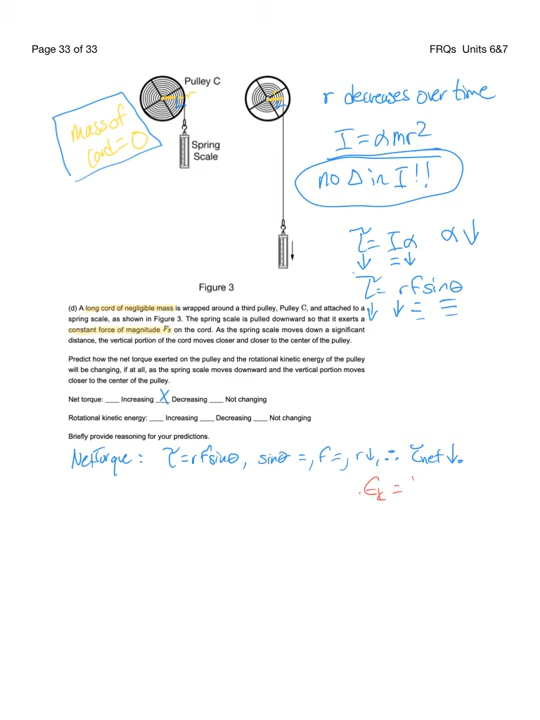 Page 33 of 33
FRQs Units 6&7
Pulley C
r
r decreases over time
mass of
cord = 0
Spring
Scale
I = αmr²
no Δ in I!!
τ = Iα α↓
↓ = ↓
Figure 3
τ = rFsinθ
↓ ↓ = =
(d) A long cord of negligible mass is wrapped around a third pulley, Pulley C, and attached to a
spring scale, as shown in Figure 3. The spring scale is pulled downward so that it exerts a
constant force of magnitude Fs on the cord. As the spring scale moves down a significant
distance, the vertical portion of the cord moves closer and closer to the center of the pulley.
Predict how the net torque exerted on the pulley and the rotational kinetic energy of the pulley
will be changing, if at all, as the spring scale moves downward and the vertical portion moves
closer to the center of the pulley.
Net torque: ____ Increasing _X_ Decreasing ____ Not changing
Rotational kinetic energy: ____ Increasing ____ Decreasing ____ Not changing
Briefly provide reasoning for your predictions.
Net Torque: τ = rFsinθ, sinθ =, F =, r↓, ∴ τnet ↓.
Ek =